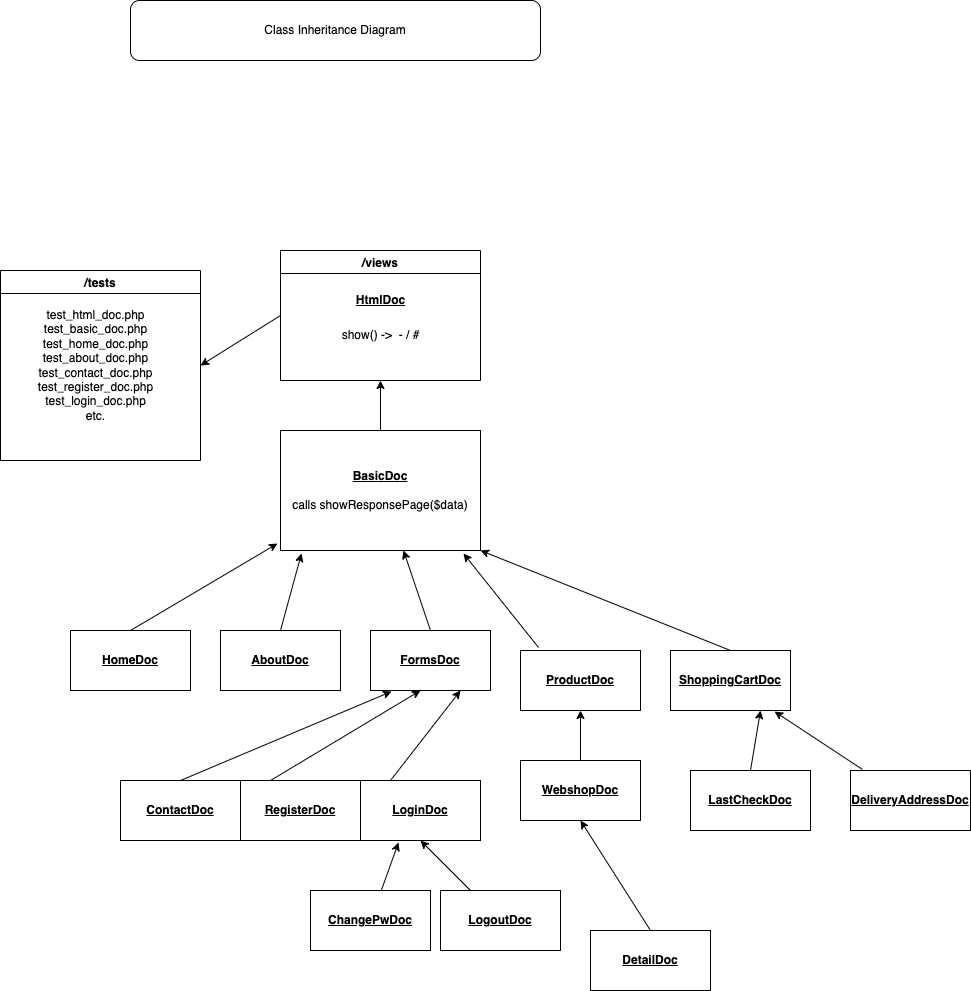 Class Inheritance Diagram
/views
HtmlDoc
show() -> - / #
/tests
test_html_doc.php
test_basic_doc.php
test_home_doc.php
test_about_doc.php
test_contact_doc.php
test_register_doc.php
test_login_doc.php
etc.
BasicDoc
calls showResponsePage($data)
HomeDoc
AboutDoc
FormsDoc
ProductDoc
ShoppingCartDoc
ContactDoc
RegisterDoc
LoginDoc
WebshopDoc
LastCheckDoc
DeliveryAddressDoc
ChangePwDoc
LogoutDoc
DetailDoc